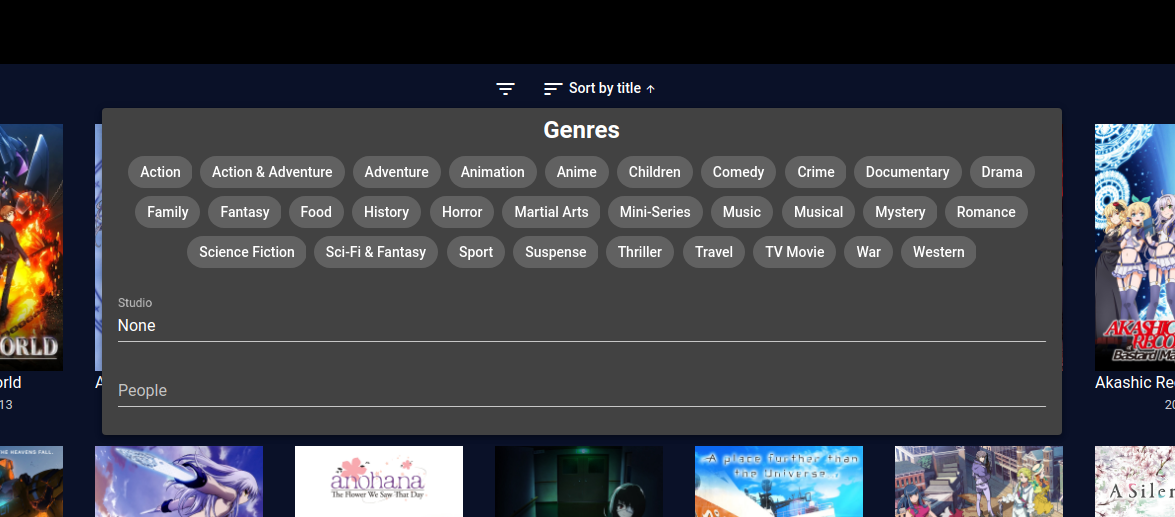 Sort by title ↑
Genres
Action Action & Adventure Adventure Animation Anime Children Comedy Crime Documentary Drama
Family Fantasy Food History Horror Martial Arts Mini-Series Music Musical Mystery Romance
Science Fiction Sci-Fi & Fantasy Sport Suspense Thriller Travel TV Movie War Western
Studio
None
People
ORLD
AKASHIC
RECO
Bastard Ma
orld
A
Akashic Re
13
20
THE HEAVENS FALL.
anohana
The Flower We Saw That Day
A place further than
the Universe
A Siler